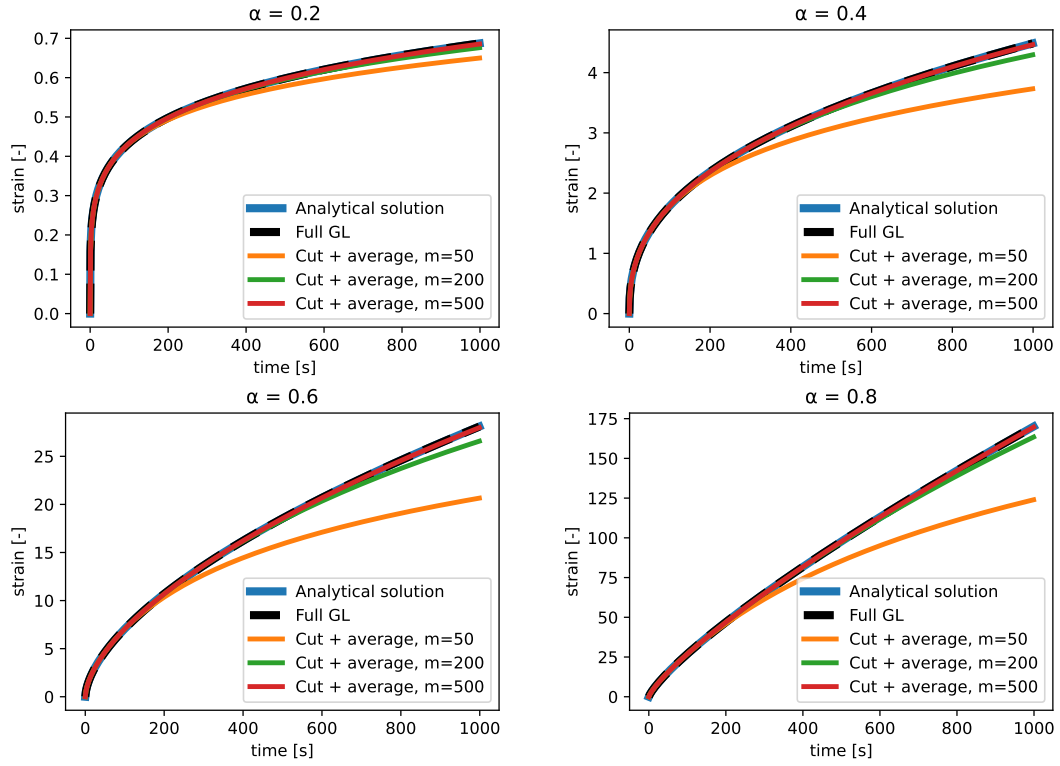 α = 0.2
strain [-]
0.7
0.6
0.5
0.4
0.3
0.2
0.1
0.0
Analytical solution
Full GL
Cut + average, m=50
Cut + average, m=200
Cut + average, m=500
0 200 400 600 800 1000
time [s]
α = 0.4
strain [-]
4
3
2
1
0
Analytical solution
Full GL
Cut + average, m=50
Cut + average, m=200
Cut + average, m=500
0 200 400 600 800 1000
time [s]
α = 0.6
strain [-]
25
20
15
10
5
0
Analytical solution
Full GL
Cut + average, m=50
Cut + average, m=200
Cut + average, m=500
0 200 400 600 800 1000
time [s]
α = 0.8
strain [-]
175
150
125
100
75
50
25
0
Analytical solution
Full GL
Cut + average, m=50
Cut + average, m=200
Cut + average, m=500
0 200 400 600 800 1000
time [s]